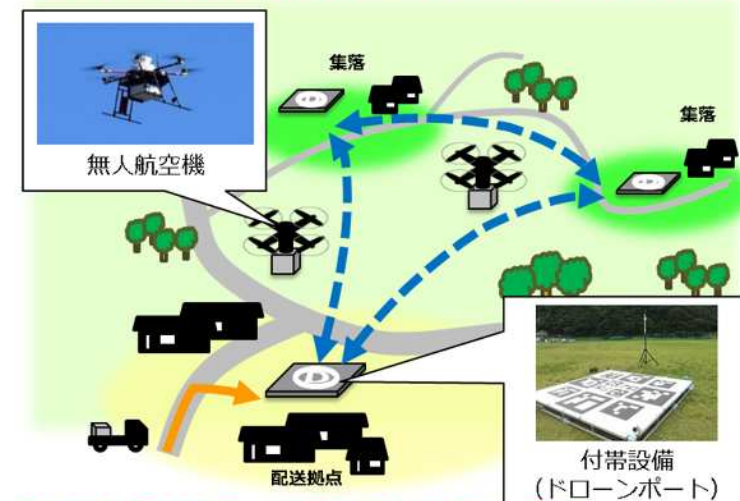 集落
集落
無人航空機
配送拠点
付帯設備
（ドローンポート）